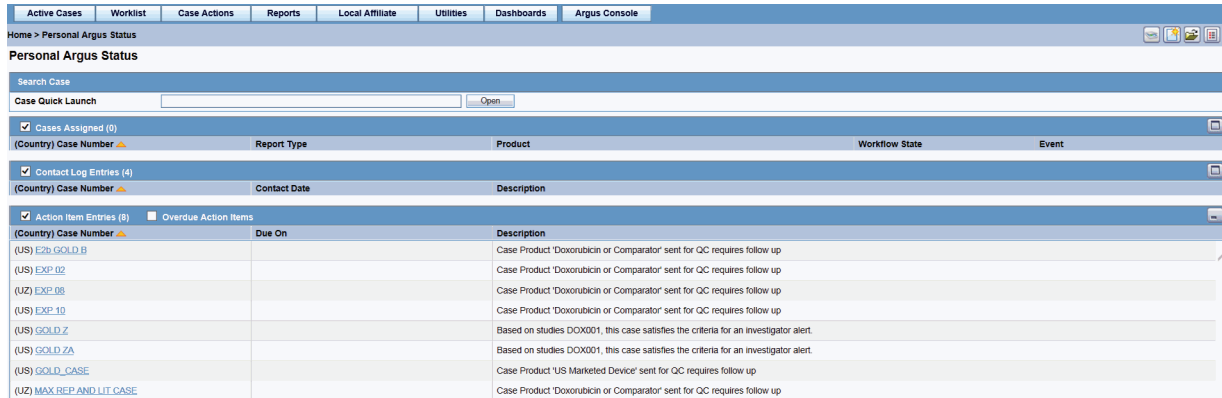 Active Cases Worklist Case Actions Reports Local Affiliate Utilities Dashboards Argus Console
Home > Personal Argus Status
Personal Argus Status
Search Case
Case Quick Launch Open
Cases Assigned (0)
(Country) Case Number Report Type Product Workflow State Event
Contact Log Entries (4)
(Country) Case Number Contact Date Description
Action Item Entries (8) Overdue Action Items
(Country) Case Number Due On Description
(US) E2b GOLD B Case Product 'Doxorubicin or Comparator' sent for QC requires follow up
(US) EXP 02 Case Product 'Doxorubicin or Comparator' sent for QC requires follow up
(UZ) EXP 08 Case Product 'Doxorubicin or Comparator' sent for QC requires follow up
(US) EXP 10 Case Product 'Doxorubicin or Comparator' sent for QC requires follow up
(US) GOLD Z Based on studies DOX001, this case satisfies the criteria for an investigator alert.
(US) GOLD ZA Based on studies DOX001, this case satisfies the criteria for an investigator alert.
(US) GOLD_CASE Case Product 'US Marketed Device' sent for QC requires follow up
(UZ) MAX REP AND LIT CASE Case Product 'Doxorubicin or Comparator' sent for QC requires follow up